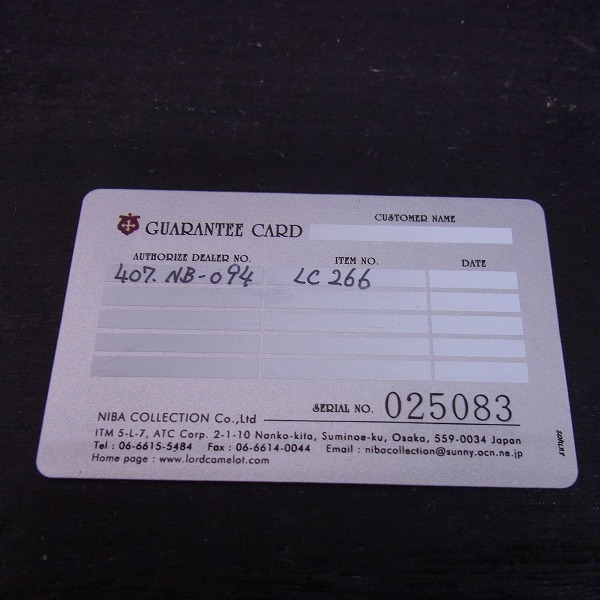 GUARANTEE CARD
CUSTOMER NAME
AUTHORIZE DEALER NO. ITEM NO. DATE
407. NB-094 LC 266
NIBA COLLECTION Co.,Ltd SERIAL NO. 025083
ITM 5-L-7, ATC Corp. 2-1-10 Nanko-kita, Suminoe-ku, Osaka, 559-0034 Japan
Tel : 06-6615-5484 Fax : 06-6614-0044 Email : nibacollection@sunny.ocn.ne.jp
Home page : www.lordcamelot.com